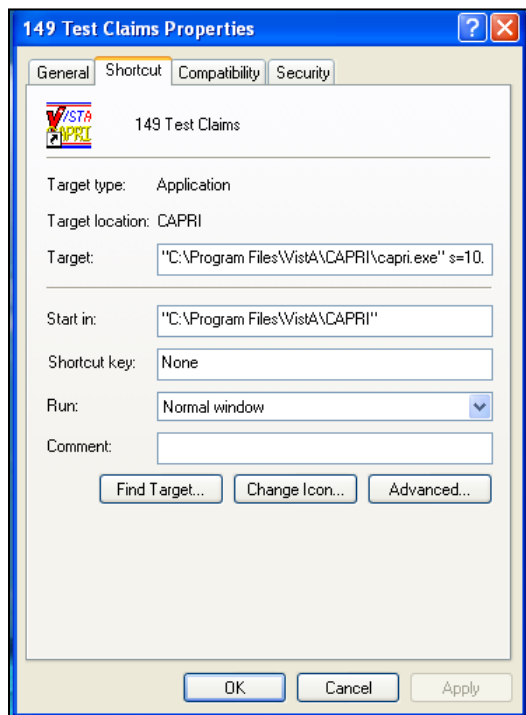 149 Test Claims Properties
General Shortcut Compatibility Security
VISTA
CAPRI
149 Test Claims
Target type: Application
Target location: CAPRI
Target: "C:\Program Files\VistA\CAPRI\capri.exe" s=10.
Start in: "C:\Program Files\VistA\CAPRI"
Shortcut key: None
Run: Normal window
Comment:
Find Target... Change Icon... Advanced...
OK Cancel Apply